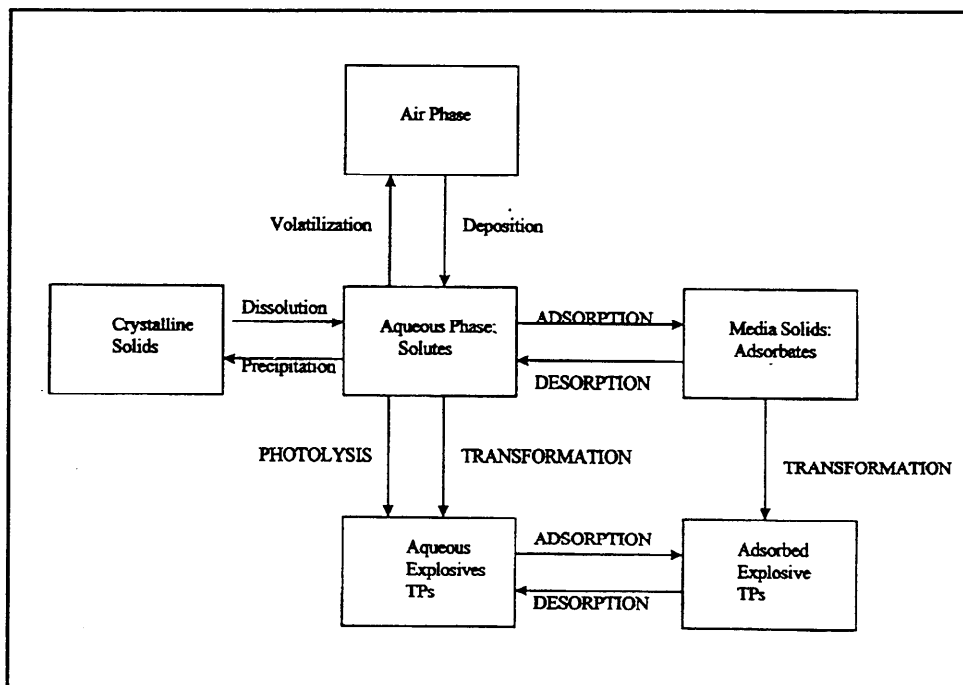 Air Phase
Volatilization
Deposition
Crystalline
Solids
Dissolution
Precipitation
Aqueous Phase:
Solutes
ADSORPTION
DESORPTION
Media Solids:
Adsorbates
PHOTOLYSIS
TRANSFORMATION
TRANSFORMATION
Aqueous
Explosives
TPs
ADSORPTION
DESORPTION
Adsorbed
Explosive
TPs